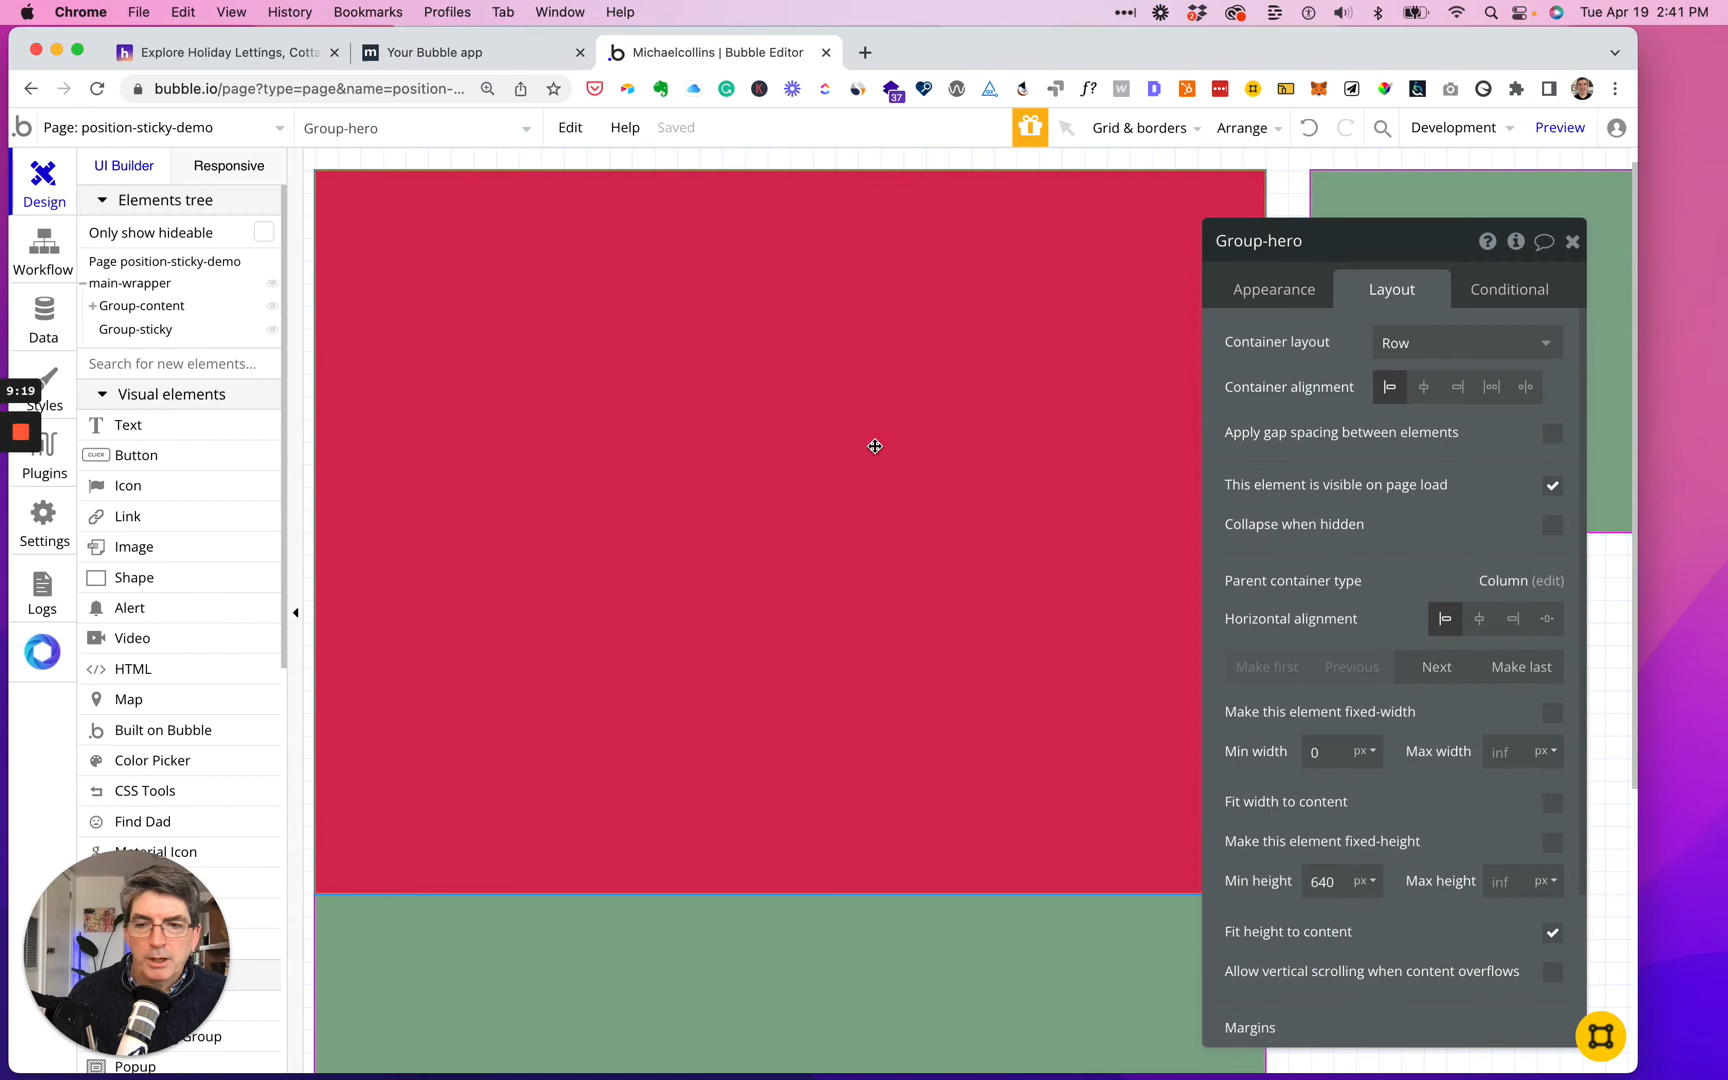 Chrome File Edit View History Bookmarks Profiles Tab Window Help Tue Apr 19 2:41 PM
Explore Holiday Lettings, Cotta Your Bubble app Michaelcollins | Bubble Editor
bubble.io/page?type=page&name=position-sticky-... 37
Page: position-sticky-demo Group-hero Edit Help Saved Grid & borders Arrange Development Preview
UI Builder Responsive
Design
Elements tree
Only show hideable
Page position-sticky-demo
main-wrapper
Group-content
Group-sticky
Search for new elements...
Visual elements
Text
Button
Icon
Link
Image
Shape
Alert
Video
HTML
Map
Built on Bubble
Color Picker
CSS Tools
Find Dad
Material Icon
Group
Popup
Workflow
Data
9:19
Styles
Plugins
Settings
Logs
Group-hero
Appearance Layout Conditional
Container layout Row
Container alignment
Apply gap spacing between elements
This element is visible on page load
Collapse when hidden
Parent container type Column (edit)
Horizontal alignment
Make first Previous Next Make last
Make this element fixed-width
Min width 0 px Max width inf px
Fit width to content
Make this element fixed-height
Min height 640 px Max height inf px
Fit height to content
Allow vertical scrolling when content overflows
Margins